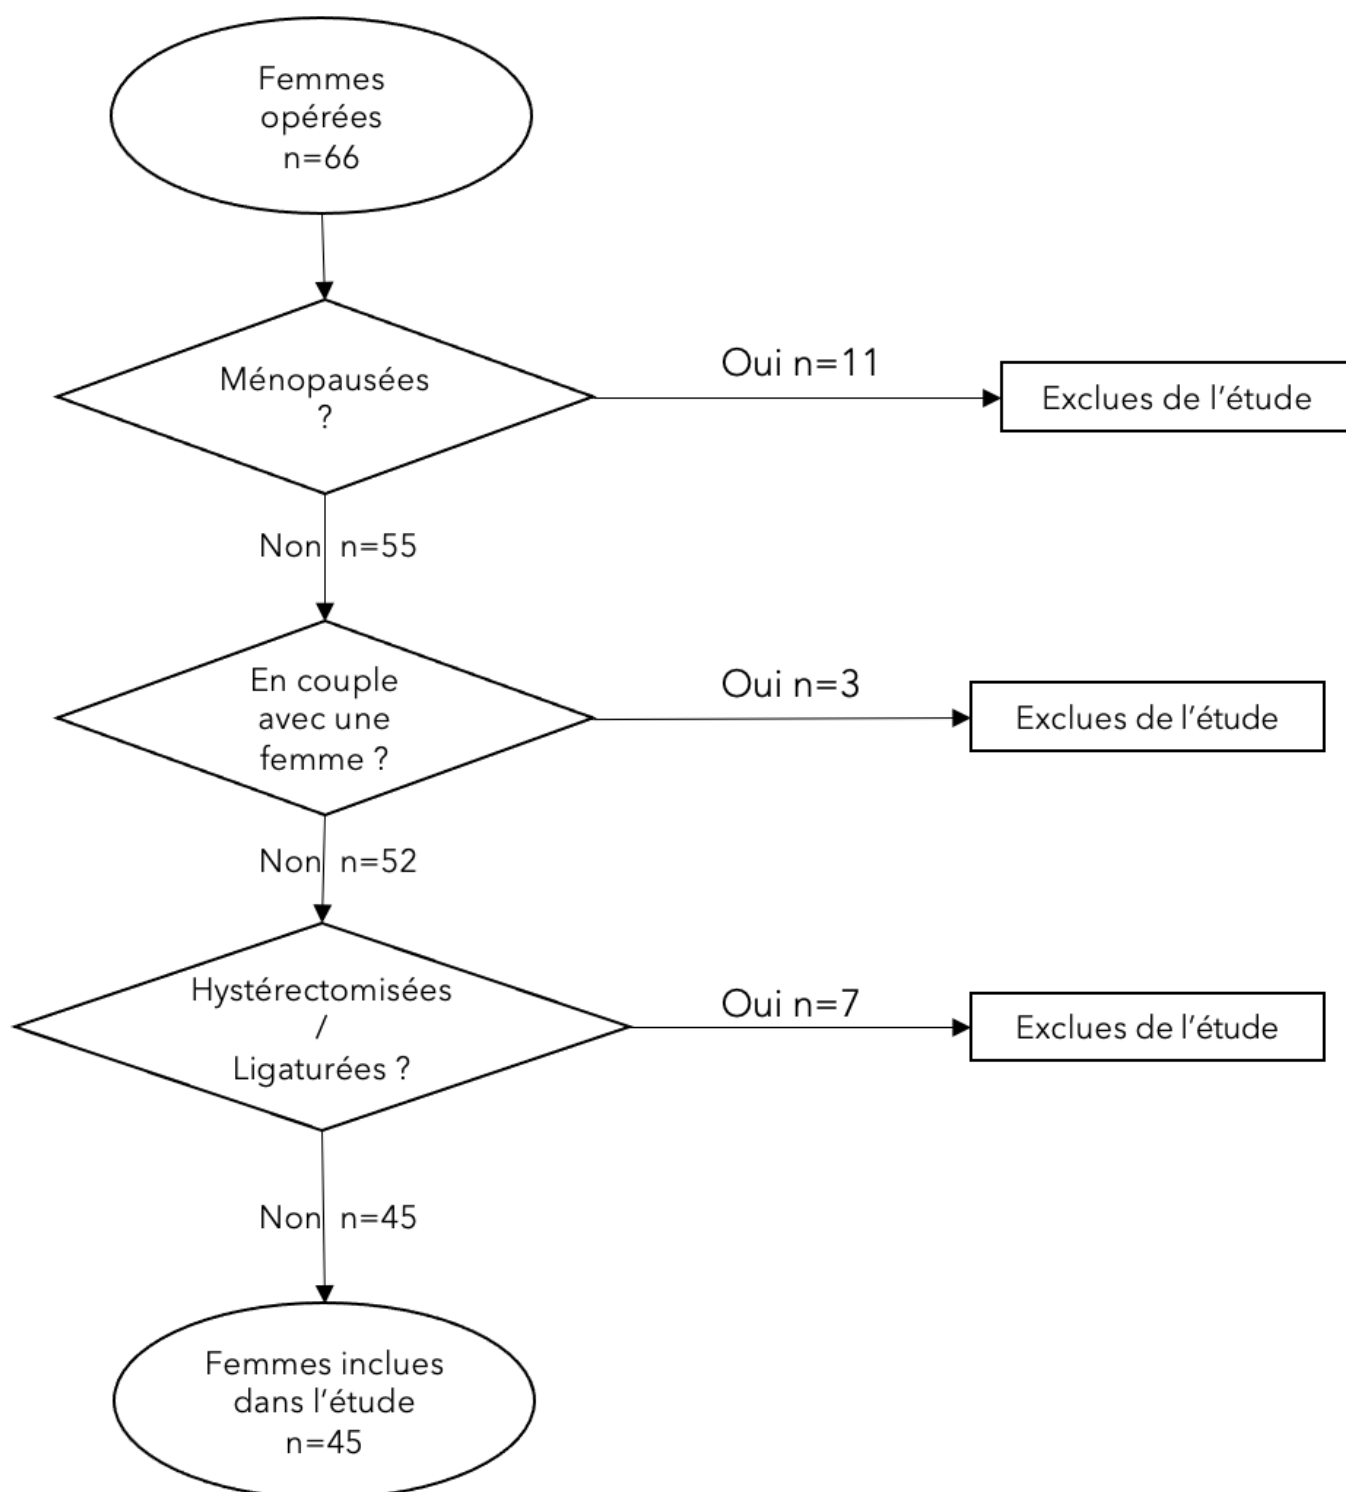 Femmes
opérées
n=66
Ménopausées
?
Oui n=11
Exclues de l'étude
Non n=55
En couple
avec une
femme ?
Oui n=3
Exclues de l'étude
Non n=52
Hystérectomisées
/
Ligaturées ?
Oui n=7
Exclues de l'étude
Non n=45
Femmes inclues
dans l'étude
n=45